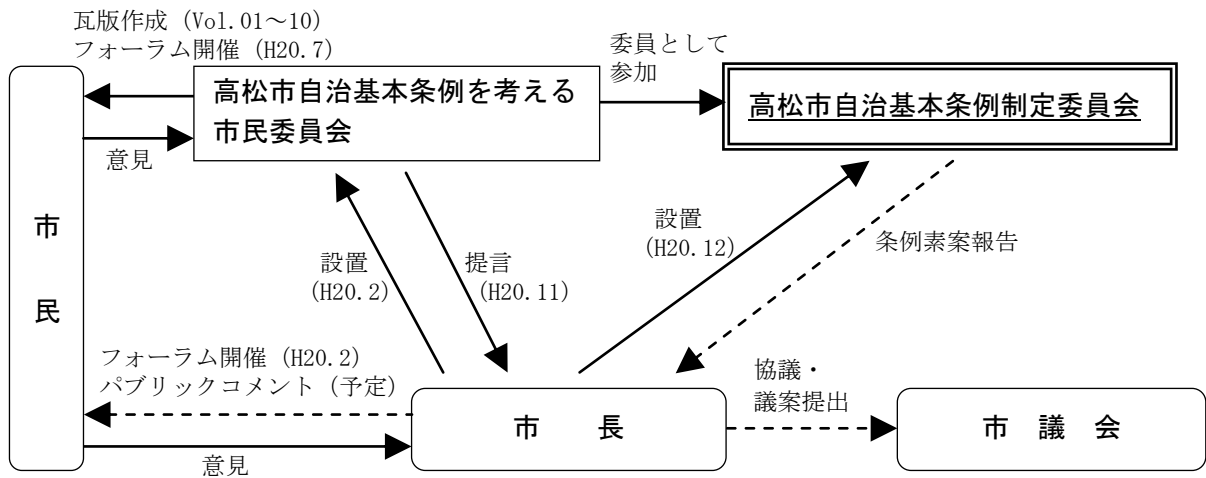 瓦版作成 (Vol.01～10)
フォーラム開催 (H20.7)
委員として
参加
高松市自治基本条例を考える
市民委員会
高松市自治基本条例制定委員会
意見
市民
設置
(H20.2)
提言
(H20.11)
設置
(H20.12)
条例素案報告
フォーラム開催 (H20.2)
パブリックコメント (予定)
協議・
議案提出
市　長
市　議　会
意見